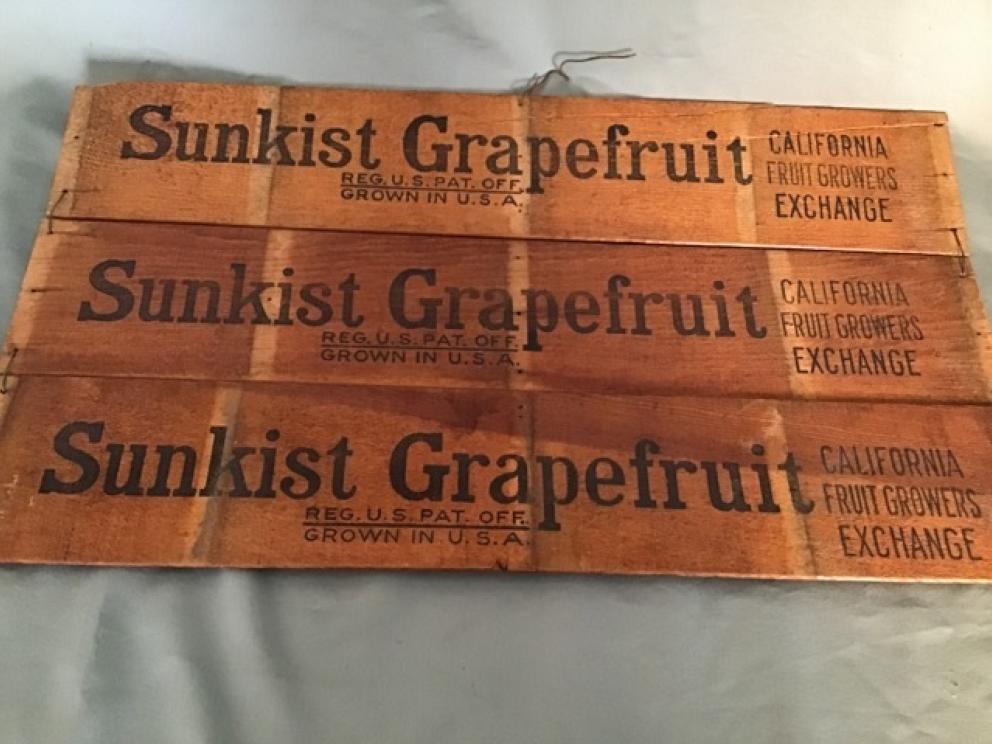 Sunkist Grapefruit
REG. U.S. PAT. OFF.
GROWN IN U.S.A.
CALIFORNIA
FRUIT GROWERS
EXCHANGE
Sunkist Grapefruit
REG. U.S. PAT. OFF.
GROWN IN U.S.A.
CALIFORNIA
FRUIT GROWERS
EXCHANGE
Sunkist Grapefruit
REG. U.S. PAT. OFF.
GROWN IN U.S.A.
CALIFORNIA
FRUIT GROWERS
EXCHANGE